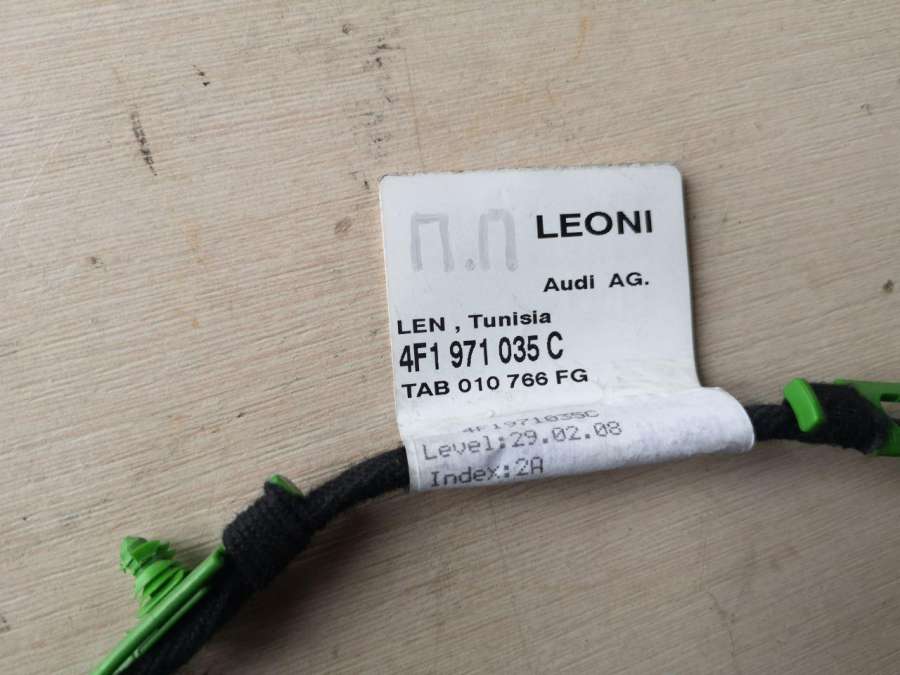 П.П
LEONI
Audi AG.
LEN , Tunisia
4F1 971 035 C
TAB 010 766 FG
4F1971035C
Level:29.02.08
Index:2A